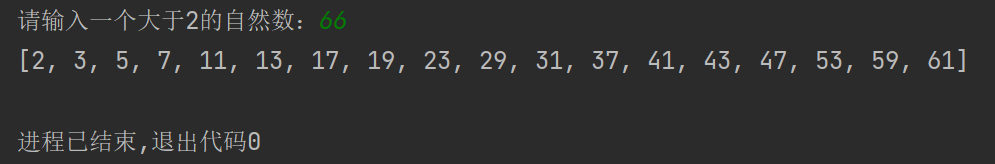 请输入一个大于2的自然数：66
[2, 3, 5, 7, 11, 13, 17, 19, 23, 29, 31, 37, 41, 43, 47, 53, 59, 61]
进程已结束,退出代码0